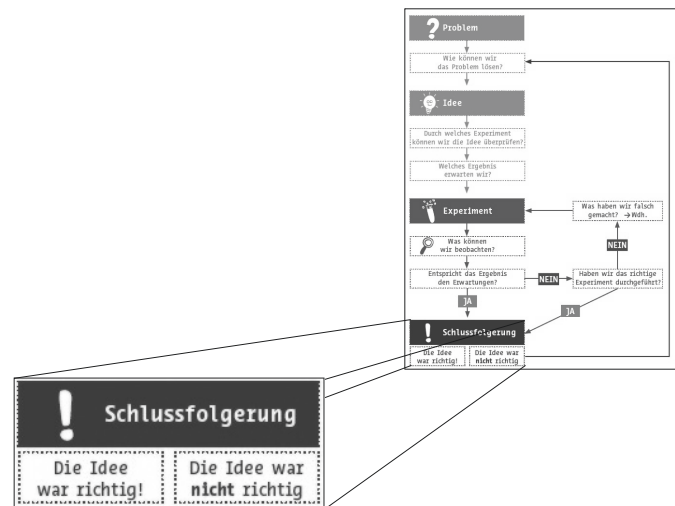 Problem
Wie können wir
das Problem lösen?
Idee
Durch welches Experiment
können wir die Idee überprüfen?
Welches Ergebnis
erwarten wir?
Experiment
Was haben wir falsch
gemacht? →Wdh.
Was können
wir beobachten?
NEIN
Entspricht das Ergebnis
den Erwartungen?
NEIN
Haben wir das richtige
Experiment durchgeführt?
JA
JA
Schlussfolgerung
Die Idee
war richtig!
Die Idee war
nicht richtig
Schlussfolgerung
Die Idee
war richtig!
Die Idee war
nicht richtig